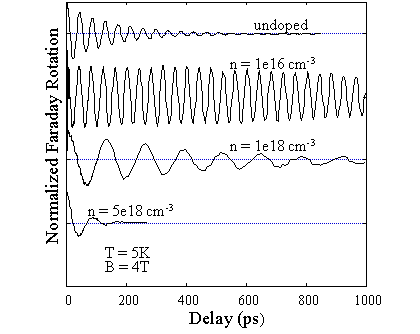 Normalized Faraday Rotation
undoped
n = 1e16 cm⁻³
n = 1e18 cm⁻³
n = 5e18 cm⁻³
T = 5K
B = 4T
0 200 400 600 800 1000
Delay (ps)